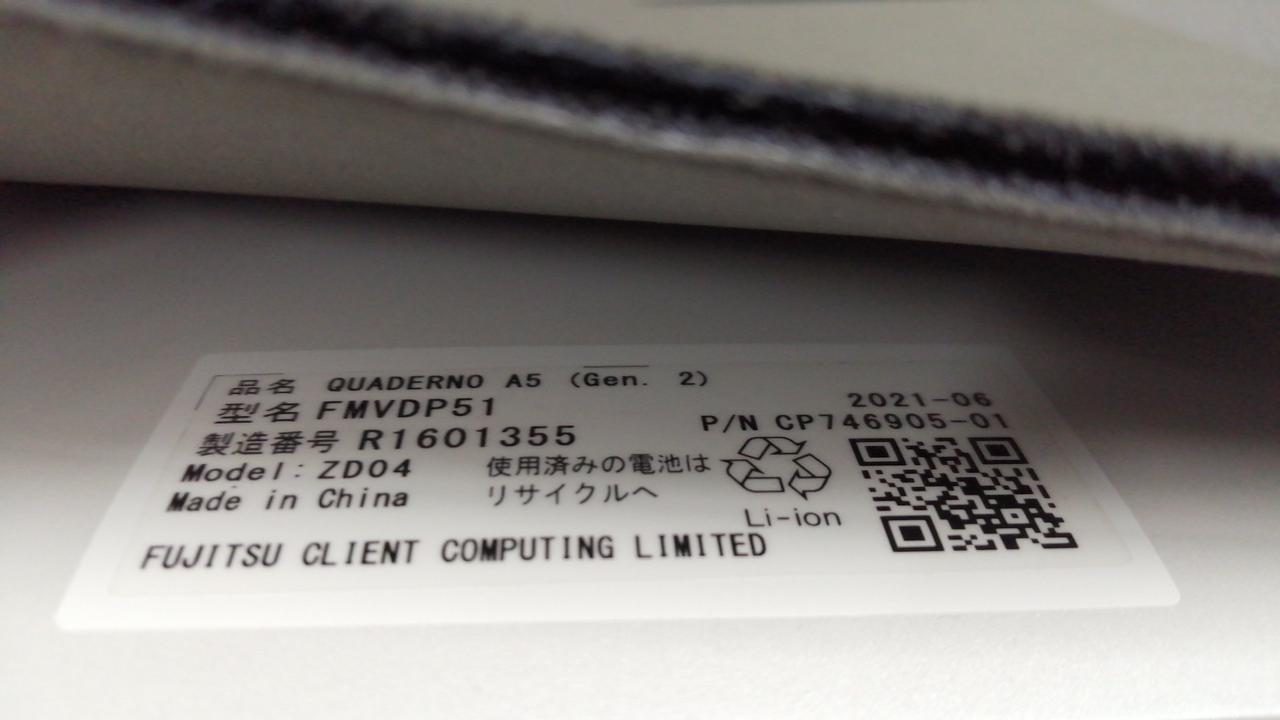 品名 QUADERNO A5 (Gen. 2)
型名 FMVDP51
2021-06
製造番号 R1601355
P/N CP746905-01
Model: ZD04
Made in China
使用済みの電池は
リサイクルへ
Li-ion
FUJITSU CLIENT COMPUTING LIMITED